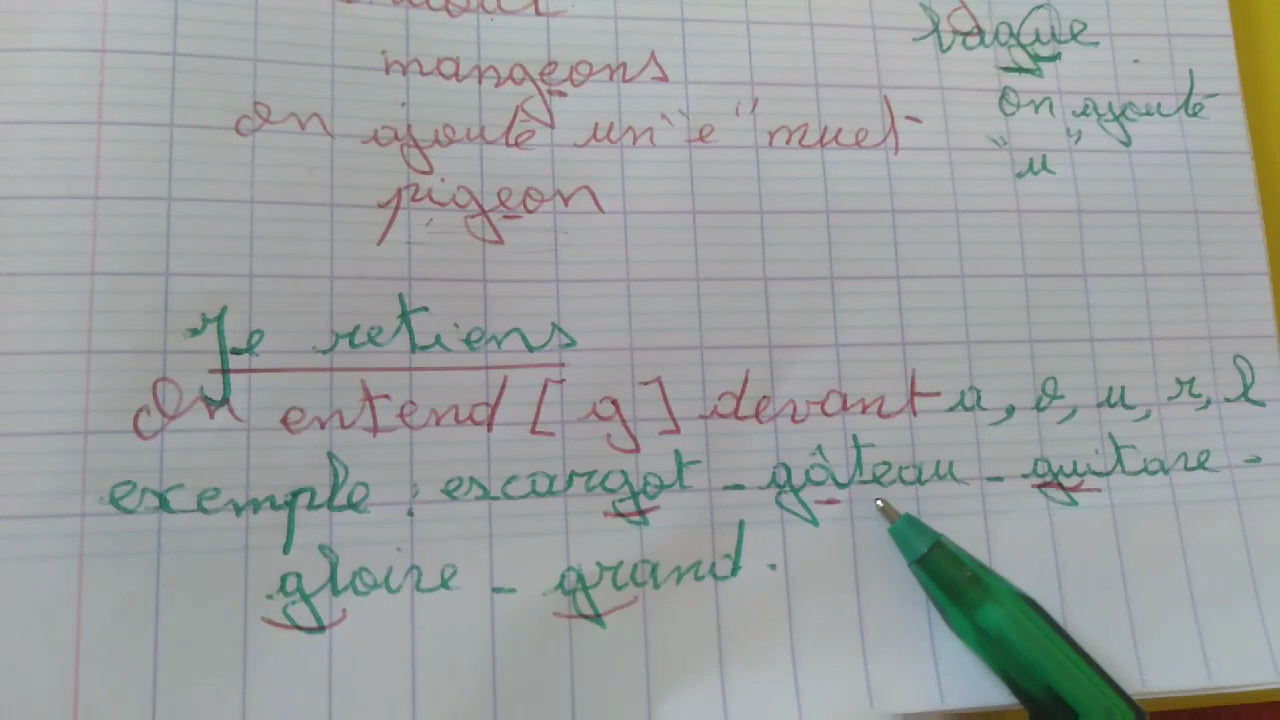 mangeons
on ajoute un "e" muet
pigeon
vague
on ajoute
"u"
Je retiens
On entend [g] devant a, o, u, r, l
exemple : escargot - gâteau - guitare -
gloire - grand.